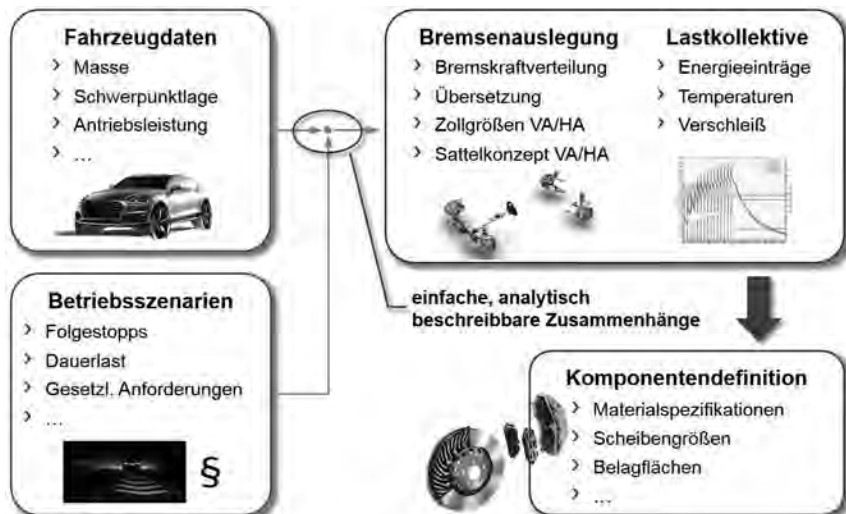 Fahrzeugdaten
> Masse
> Schwerpunktlage
> Antriebsleistung
> ...
Betriebsszenarien
> Folgestopps
> Dauerlast
> Gesetzl. Anforderungen
> ...
§
Bremsenauslegung
> Bremskraftverteilung
> Übersetzung
> Zollgrößen VA/HA
> Sattelkonzept VA/HA
Lastkollektive
> Energieeinträge
> Temperaturen
> Verschleiß
einfache, analytisch
beschreibbare Zusammenhänge
Komponentendefinition
> Materialspezifikationen
> Scheibengrößen
> Belagflächen
> ...